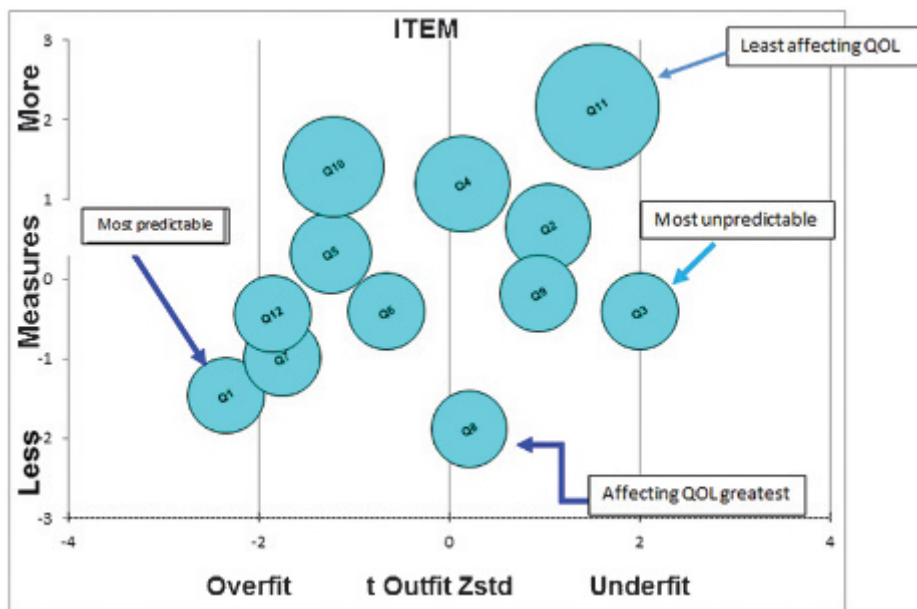 ITEM
3
More
2
1
Measures
0
-1
Less
-2
-3
-4
-2
0
2
4
Overfit
t Outfit Zstd
Underfit
Least affecting QOL
Q11
Q10
Q4
Most predictable
Q2
Most unpredictable
Q5
Q9
Q3
Q6
Q12
Q7
Q1
Q8
Affecting QOL greatest